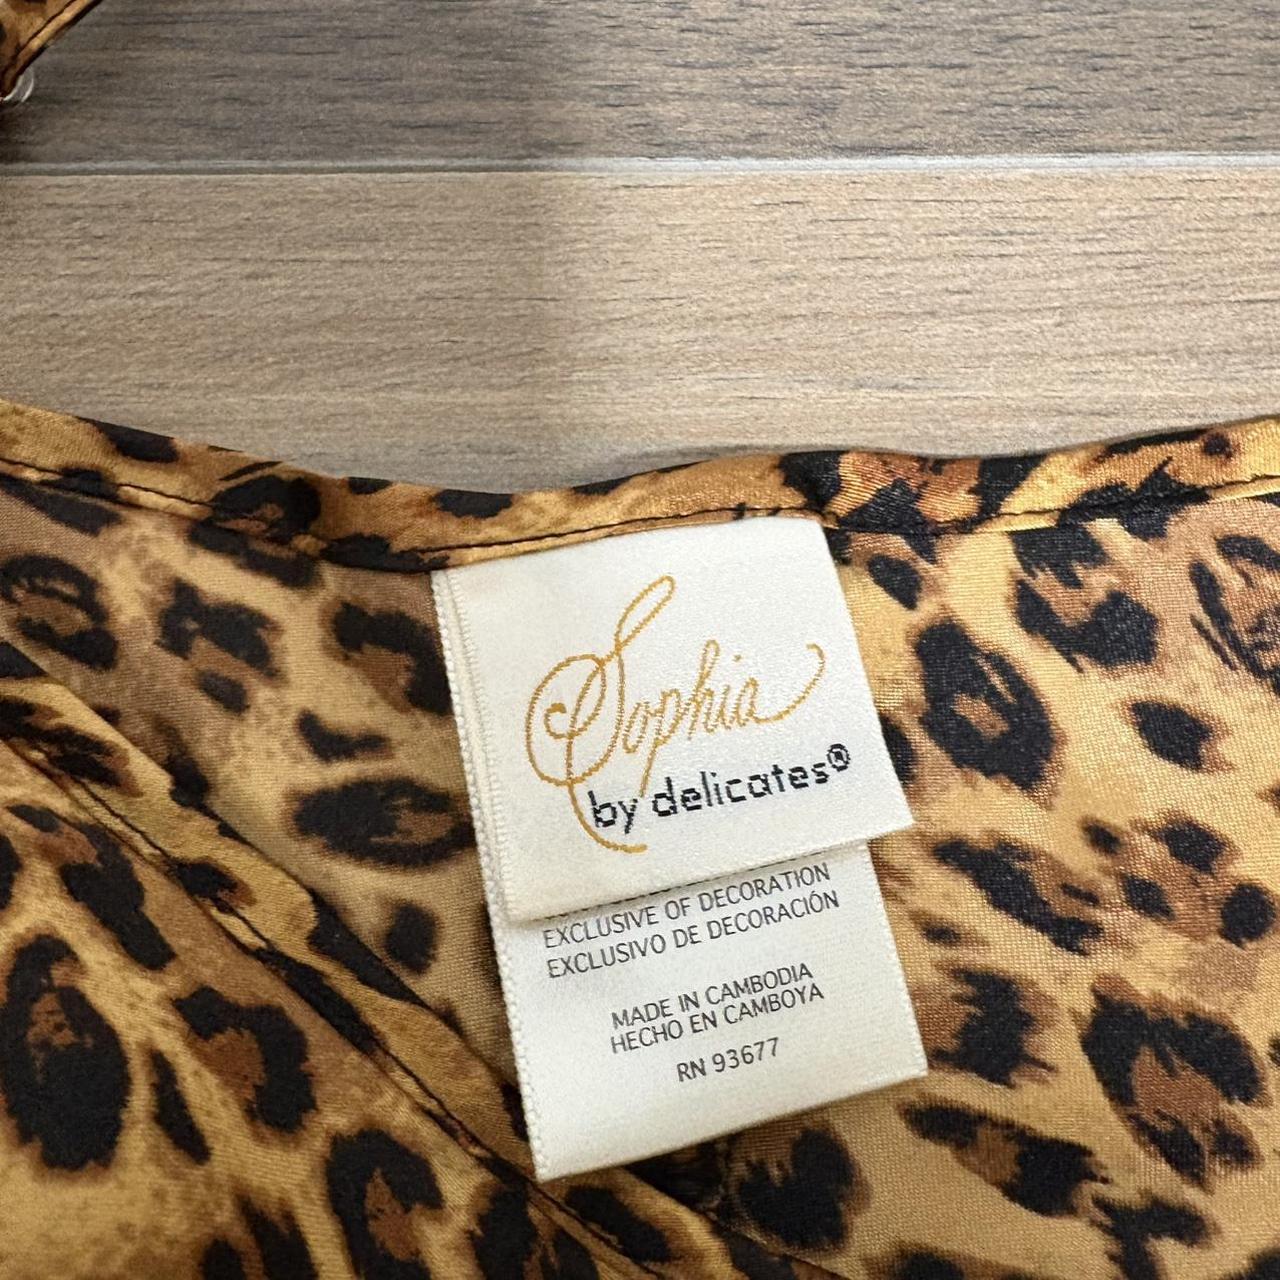 Sophia
by delicates®
EXCLUSIVE OF DECORATION
EXCLUSIVO DE DECORACIÓN
MADE IN CAMBODIA
HECHO EN CAMBOYA
RN 93677